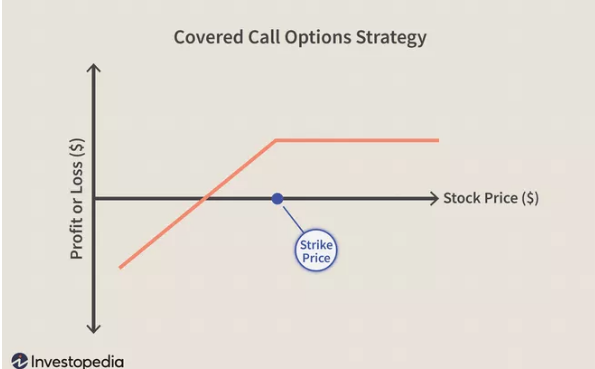 Covered Call Options Strategy
Profit or Loss ($)
Stock Price ($)
Strike
Price
Investopedia